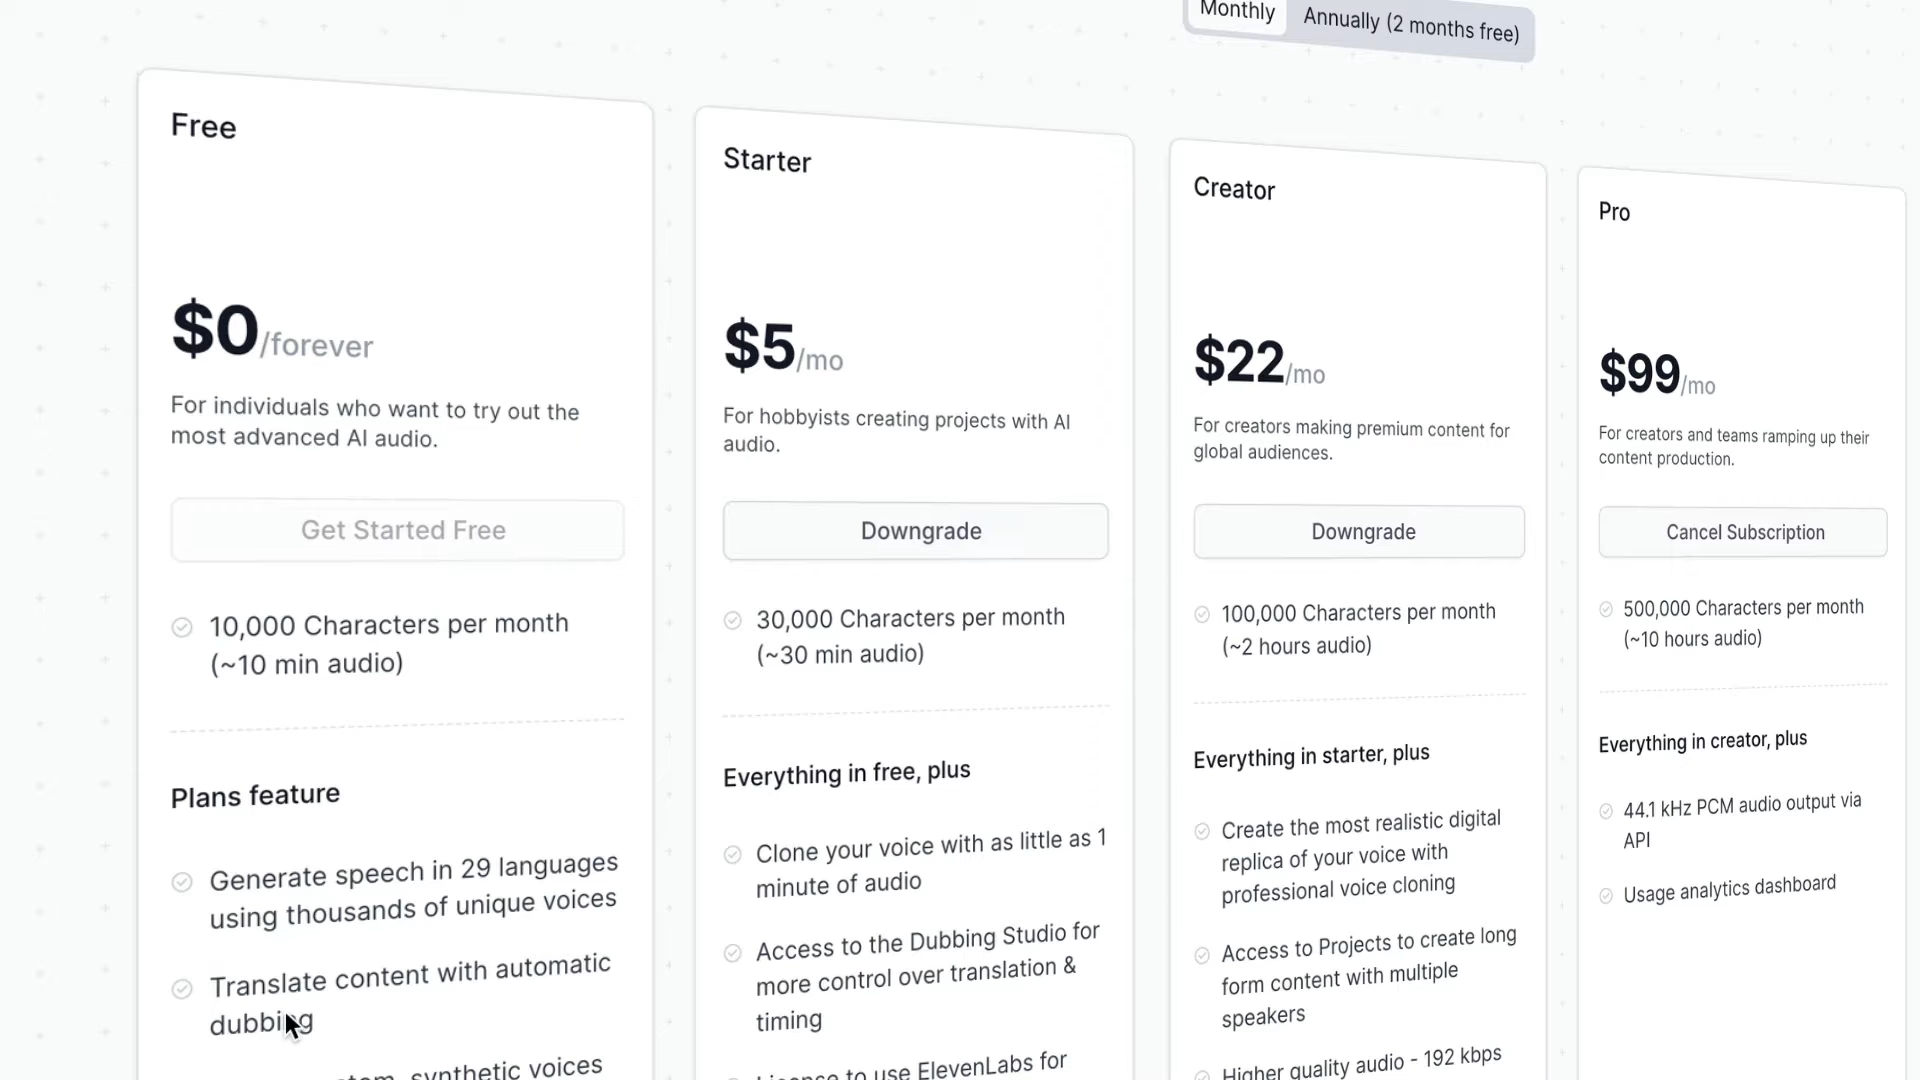 Monthly
Annually (2 months free)
Free
$0/forever
For individuals who want to try out the
most advanced AI audio.
Get Started Free
10,000 Characters per month
(~10 min audio)
Plans feature
Generate speech in 29 languages
using thousands of unique voices
Translate content with automatic
dubbing
synthetic voices
Starter
$5/mo
For hobbyists creating projects with AI
audio.
Downgrade
30,000 Characters per month
(~30 min audio)
Everything in free, plus
Clone your voice with as little as 1
minute of audio
Access to the Dubbing Studio for
more control over translation &
timing
License to use ElevenLabs for
Creator
$22/mo
For creators making premium content for
global audiences.
Downgrade
100,000 Characters per month
(~2 hours audio)
Everything in starter, plus
Create the most realistic digital
replica of your voice with
professional voice cloning
Access to Projects to create long
form content with multiple
speakers
Higher quality audio - 192 kbps
Pro
$99/mo
For creators and teams ramping up their
content production.
Cancel Subscription
500,000 Characters per month
(~10 hours audio)
Everything in creator, plus
44.1 kHz PCM audio output via
API
Usage analytics dashboard